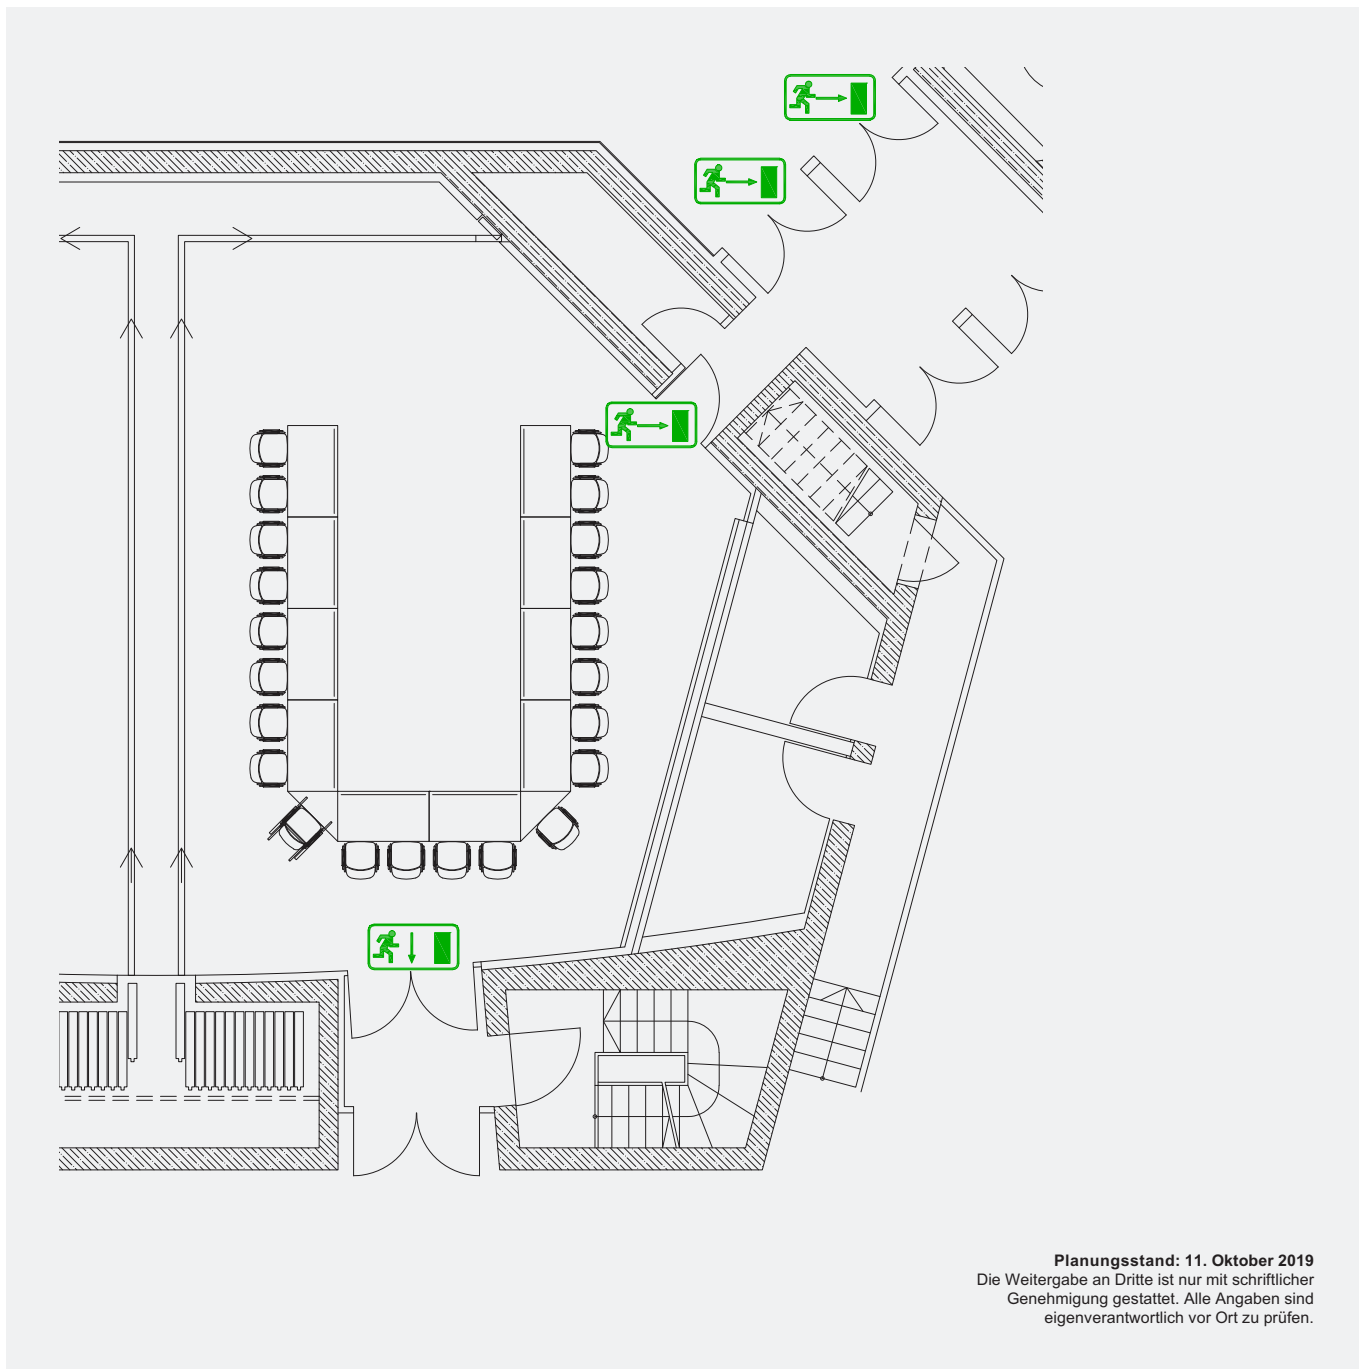 Planungsstand: 11. Oktober 2019
Die Weitergabe an Dritte ist nur mit schriftlicher
Genehmigung gestattet. Alle Angaben sind
eigenverantwortlich vor Ort zu prüfen.